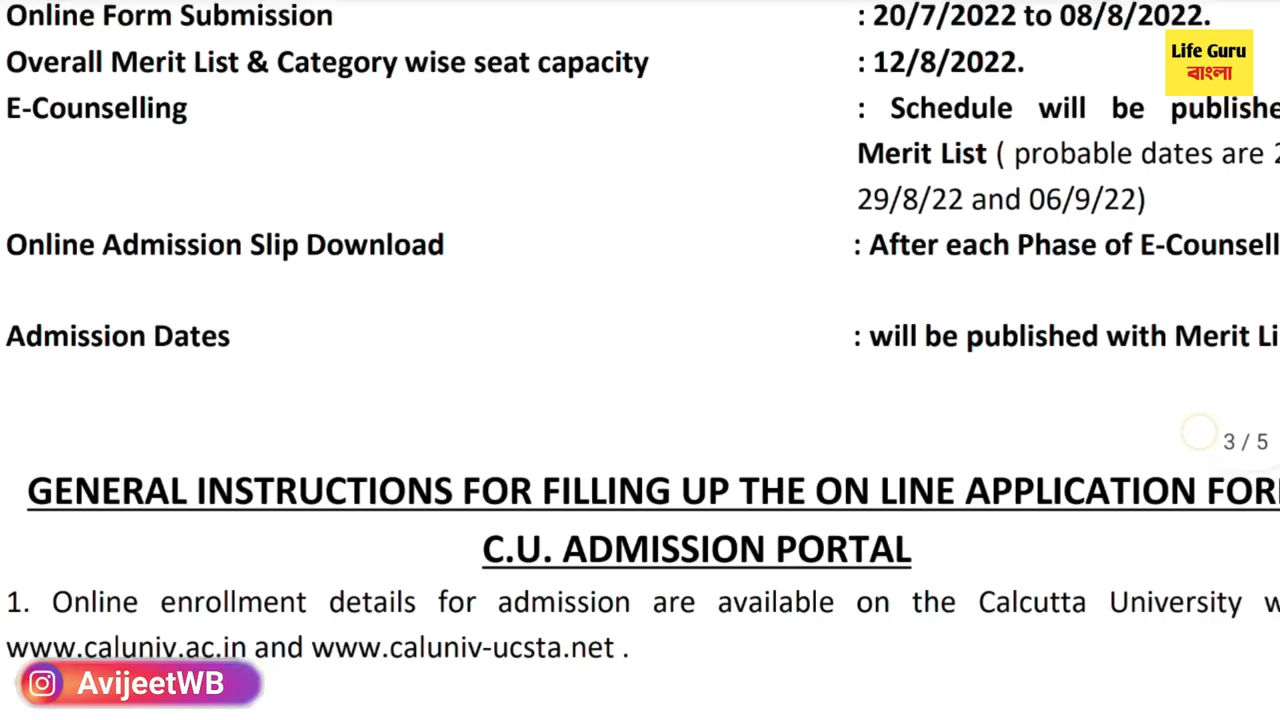 Online Form Submission : 20/7/2022 to 08/8/2022.
Overall Merit List & Category wise seat capacity : 12/8/2022.
Life Guru
বাংলা
E-Counselling : Schedule will be
Merit List ( probable dates are
29/8/22 and 06/9/22)
Online Admission Slip Download : After each Phase of
Admission Dates : will be published with Merit
3 / 5
GENERAL INSTRUCTIONS FOR FILLING UP THE ON LINE APPLICATION
C.U. ADMISSION PORTAL
1. Online enrollment details for admission are available on the Calcutta University
www.caluniv.ac.in and www.caluniv-ucsta.net .
AvijeetWB